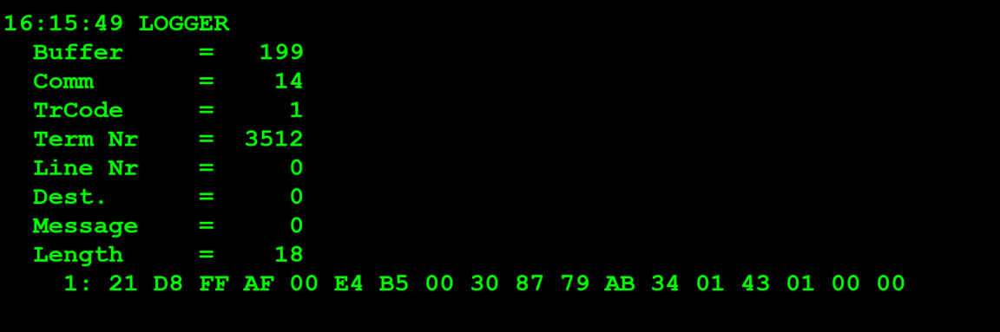 16:15:49 LOGGER
Buffer = 199
Comm = 14
TrCode = 1
Term Nr = 3512
Line Nr = 0
Dest. = 0
Message = 0
Length = 18
1: 21 D8 FF AF 00 E4 B5 00 30 87 79 AB 34 01 43 01 00 00